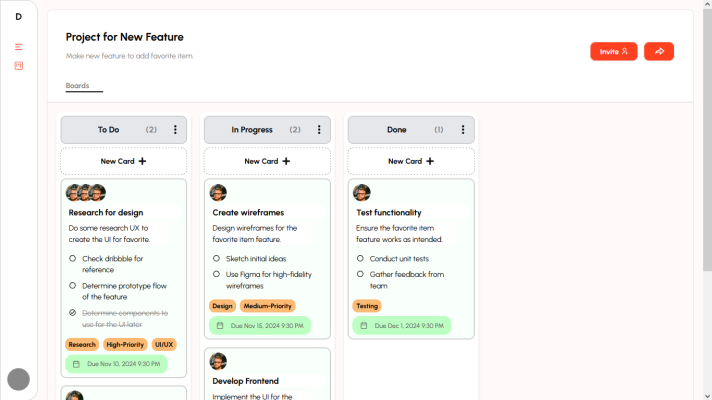 D
Project for New Feature
Make new feature to add favorite item.
Invite
Boards
To Do (2)
New Card
Research for design
Do some research UX to
create the UI for favorite.
Check dribbble for
reference
Determine prototype flow
of the feature
Determine components to
use for the UI later
Research High-Priority UI/UX
Due Nov 10, 2024 9:30 PM
In Progress (2)
New Card
Create wireframes
Design wireframes for the
favorite item feature.
Sketch initial ideas
Use Figma for high-fidelity
wireframes
Design Medium-Priority
Due Nov 15, 2024 9:30 PM
Develop Frontend
Implement the UI for the
Done (1)
New Card
Test functionality
Ensure the favorite item
feature works as intended.
Conduct unit tests
Gather feedback from
team
Testing
Due Dec 1, 2024 9:30 PM